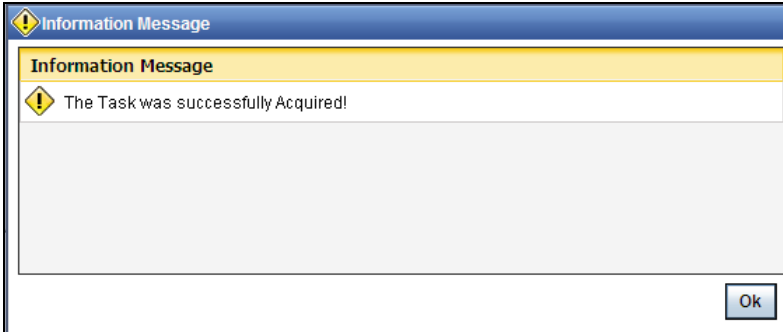 Information Message
Information Message
The Task was successfully Acquired!
Ok